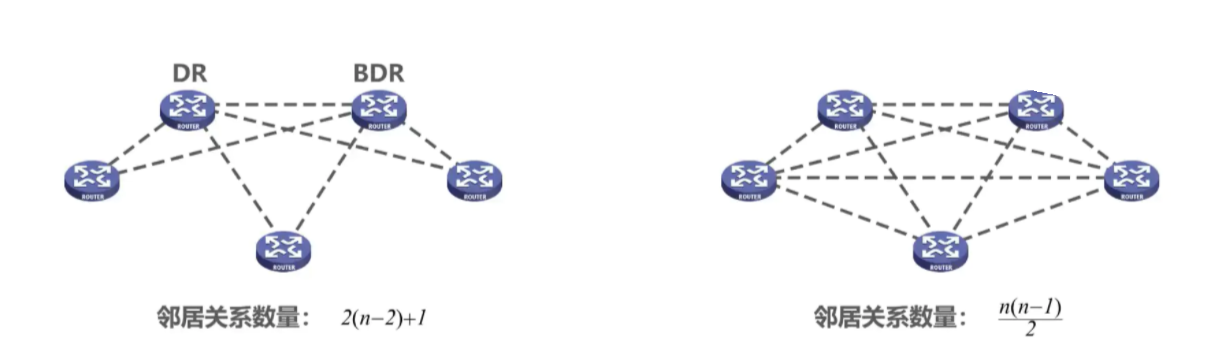 DR BDR
ROUTER ROUTER ROUTER ROUTER
ROUTER ROUTER ROUTER ROUTER
ROUTER ROUTER
邻居关系数量： 2(n−2)+1 邻居关系数量： n(n−1)/2